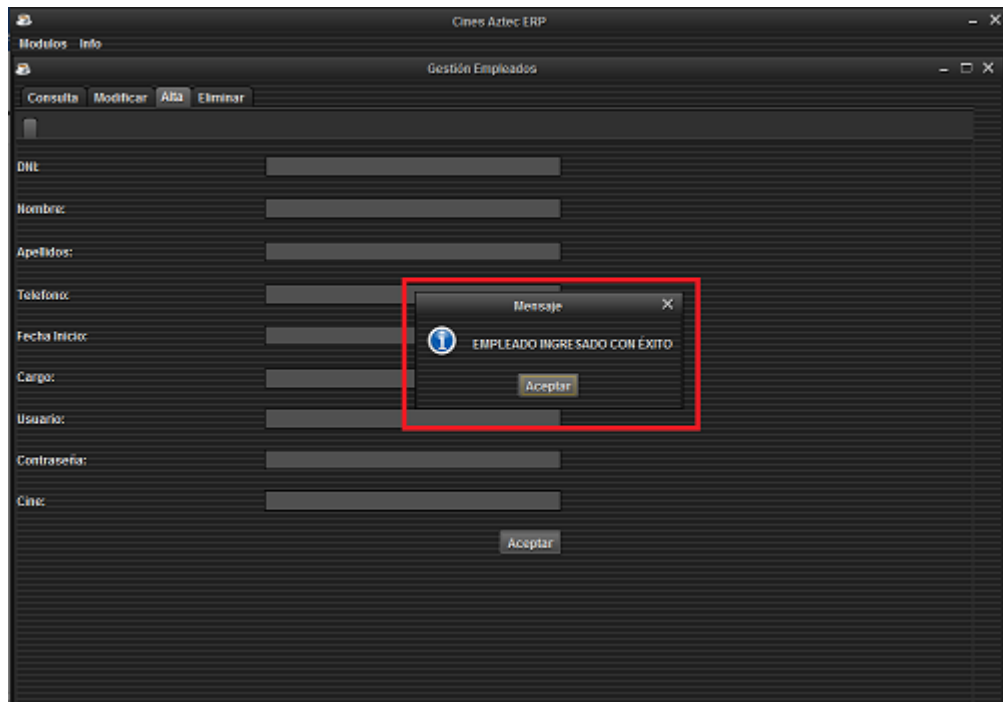 Cines Aztec ERP
Modulos Info
Gestión Empleados
Consulta Modificar Alta Eliminar
DNI:
Nombre:
Apellidos:
Telefono:
Mensaje
Fecha Inicio:
EMPLEADO INGRESADO CON ÉXITO
Cargo:
Aceptar
Usuario:
Contraseña:
Cine:
Aceptar